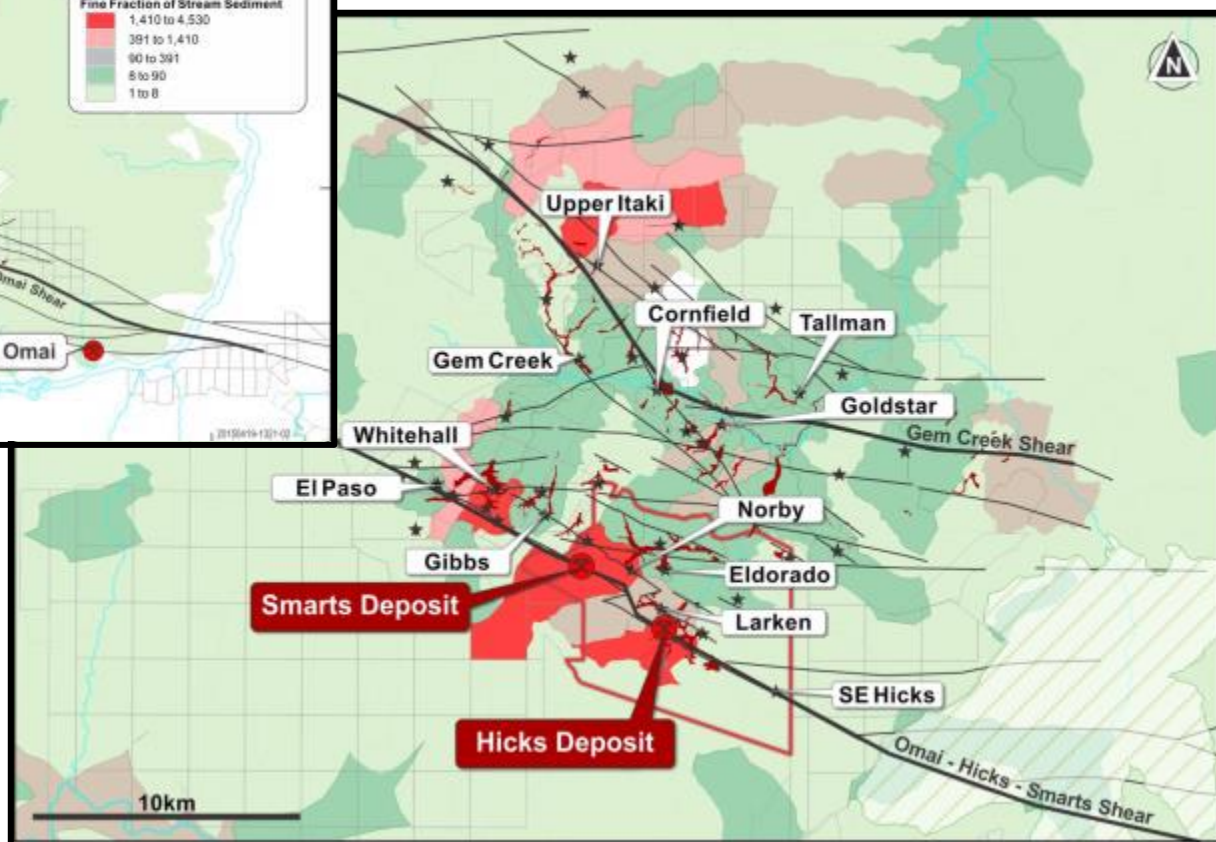 Fine Fraction of Stream Sediment
1,410 to 4,530
391 to 1,410
90 to 391
8 to 90
1 to 8
Omai Shear
Omai
N
Upper Itaki
Cornfield
Tallman
Gem Creek
Goldstar
Gem Creek Shear
Whitehall
El Paso
Norby
Gibbs
Eldorado
Smarts Deposit
Larken
SE Hicks
Hicks Deposit
Omai - Hicks - Smarts Shear
10km